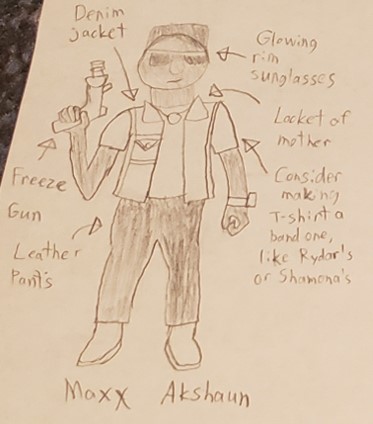 Denim
jacket
Glowing
rim
sunglasses
Locket of
mother
Consider
making
T-shirt a
band one,
like Rydar's
or Shamona's
Freeze
Gun
Leather
Pants
Maxx Akshaun